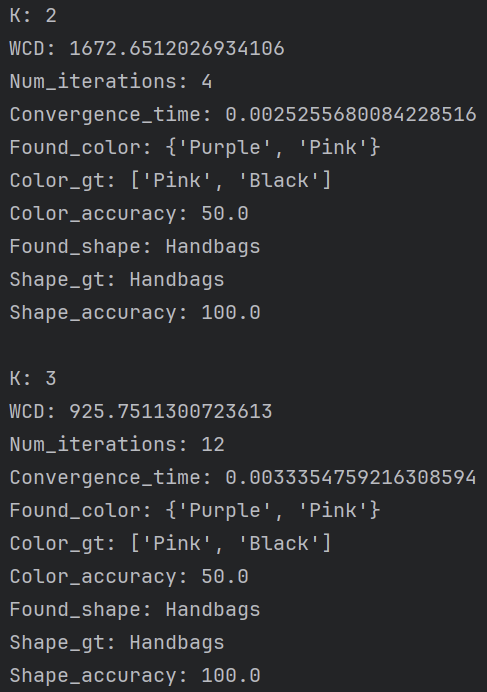 K: 2
WCD: 1672.6512026934106
Num_iterations: 4
Convergence_time: 0.0025255680084228516
Found_color: {'Purple', 'Pink'}
Color_gt: ['Pink', 'Black']
Color_accuracy: 50.0
Found_shape: Handbags
Shape_gt: Handbags
Shape_accuracy: 100.0

K: 3
WCD: 925.7511300723613
Num_iterations: 12
Convergence_time: 0.0033354759216308594
Found_color: {'Purple', 'Pink'}
Color_gt: ['Pink', 'Black']
Color_accuracy: 50.0
Found_shape: Handbags
Shape_gt: Handbags
Shape_accuracy: 100.0